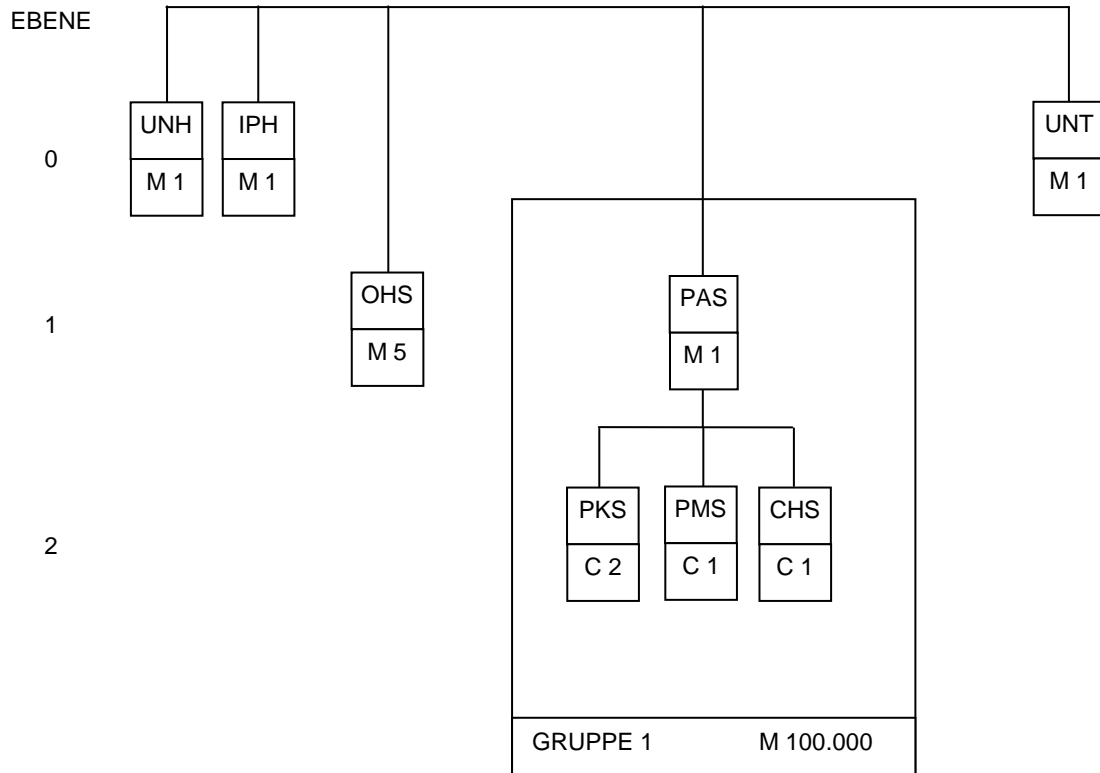 EBENE
UNH IPH UNT
0
M 1 M 1 M 1
OHS PAS
1
M 5 M 1
PKS PMS CHS
2
C 2 C 1 C 1
GRUPPE 1 M 100.000